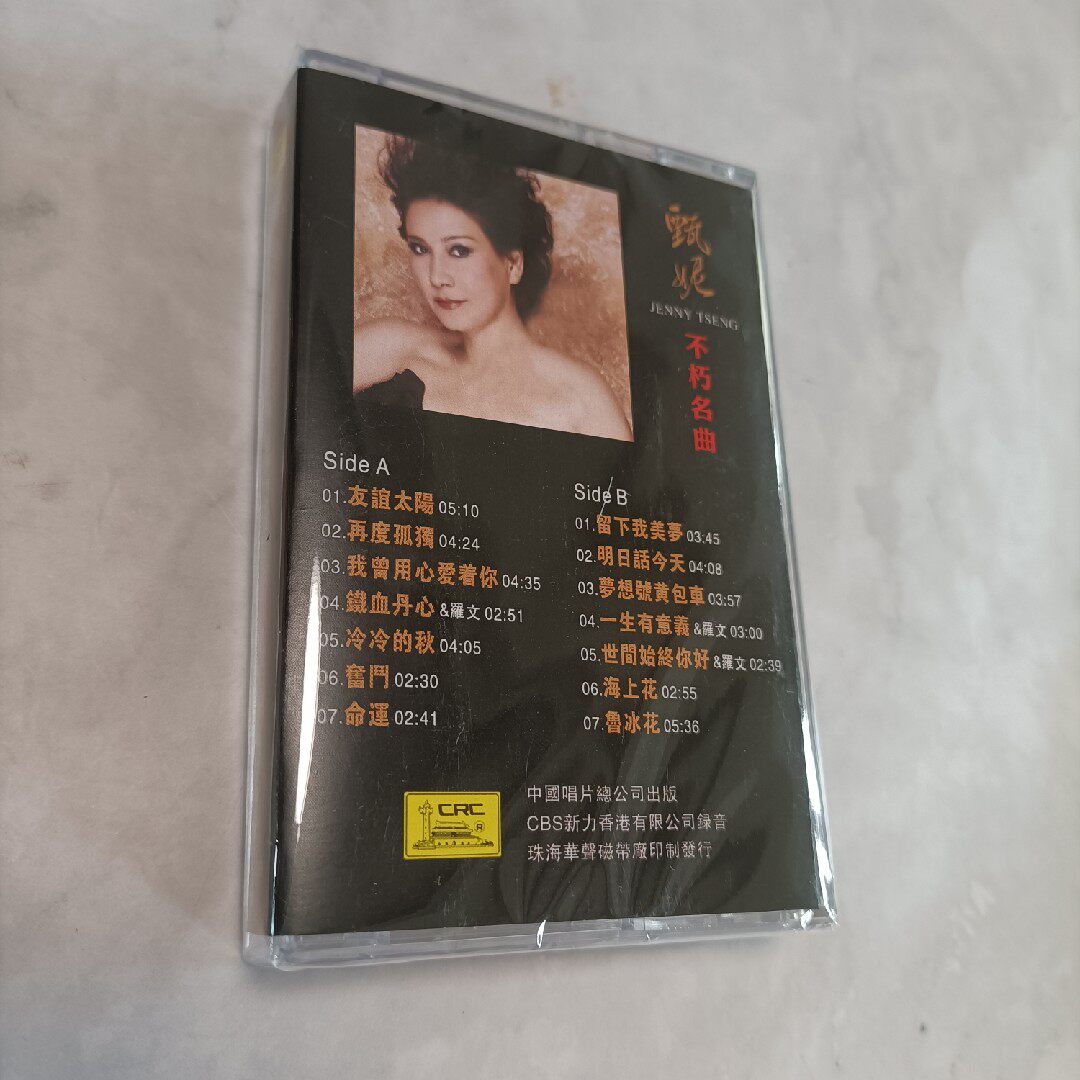 甄妮
JENNY TSENG
不朽名曲
Side A
01.友誼太陽 05:10
02.再度孤獨 04:24
03.我曾用心愛着你 04:35
04.鐵血丹心 &羅文 02:51
05.冷冷的秋 04:05
06.奮鬥 02:30
07.命運 02:41
Side B
01.留下我美夢 03:45
02.明日話今天 04:08
03.夢想號黄包車 03:57
04.一生有意義 &羅文 03:00
05.世間始終你好 &羅文 02:39
06.海上花 02:55
07.魯冰花 05:36
CRC
®
中國唱片總公司出版
CBS新力香港有限公司録音
珠海華聲磁帶廠印制發行